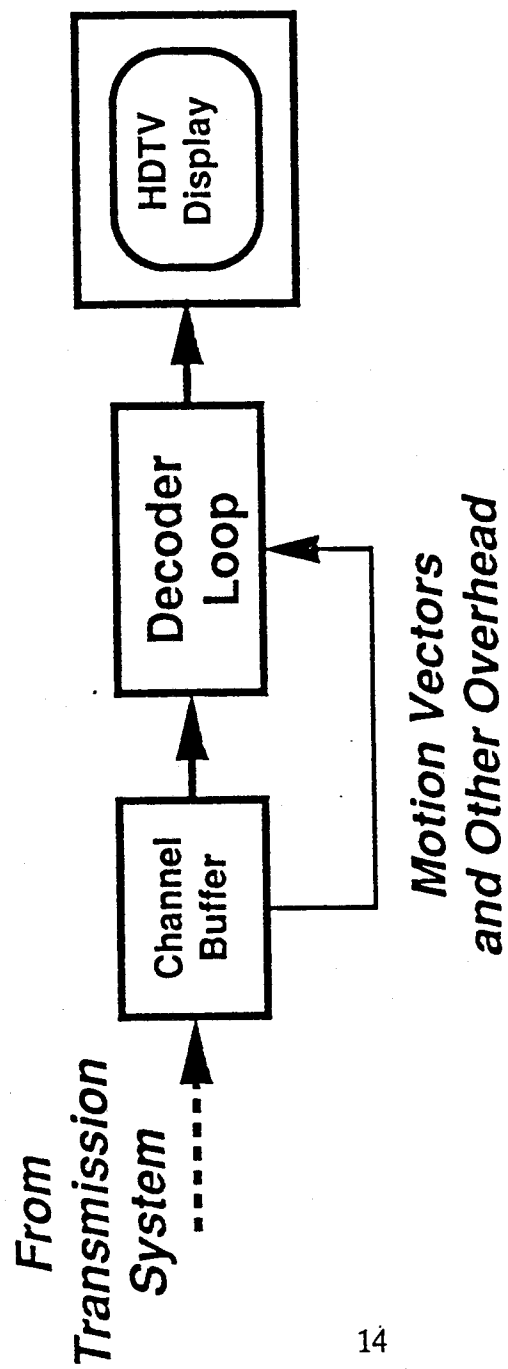 From
Transmission
System
Channel
Buffer
Decoder
Loop
HDTV
Display
Motion Vectors
and Other Overhead
14